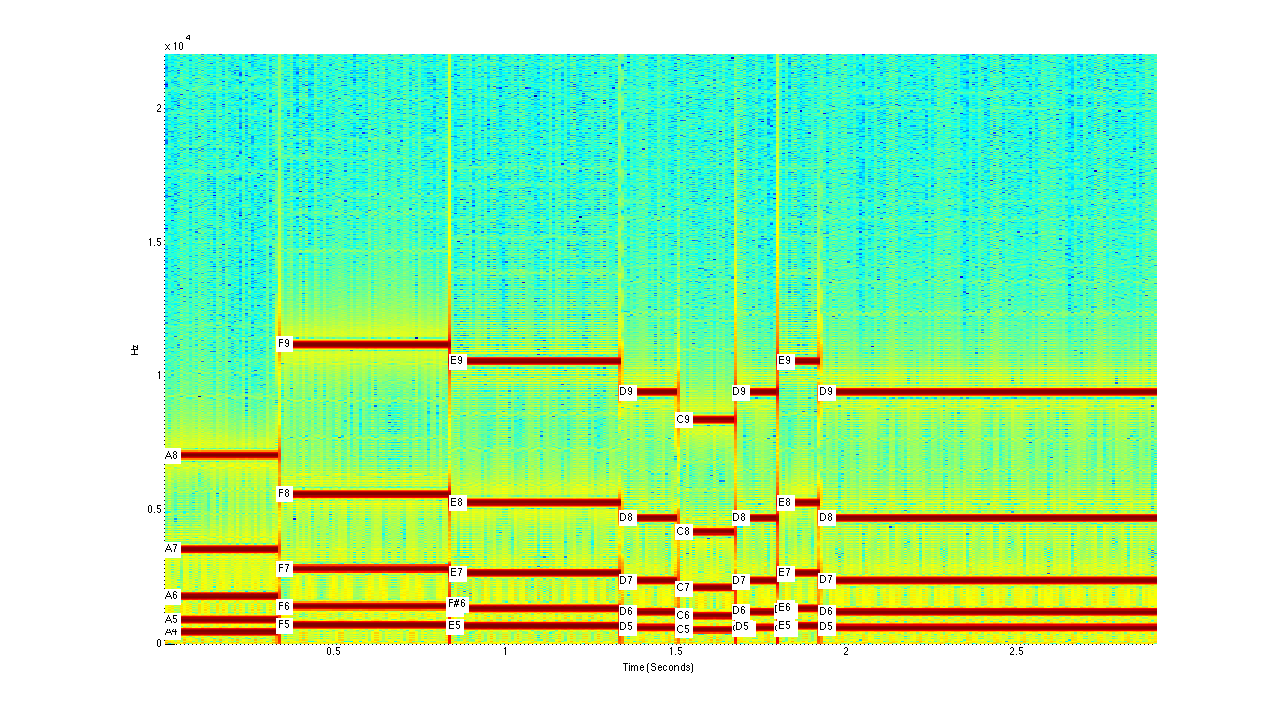 x 10 4
2
1.5
1
0.5
0
Hz
F9
E9
E9
D9
D9
D9
C9
A8
F8
E8
E8
D8
D8
D8
C8
A7
F7
E7
E7
D7
D7
D7
C7
A6
F6
F#6
D6
C6
D6
E6
D6
A5
F5
E5
D5
C5
D5
E5
D5
A4
0.5 1 1.5 2 2.5
Time (Seconds)